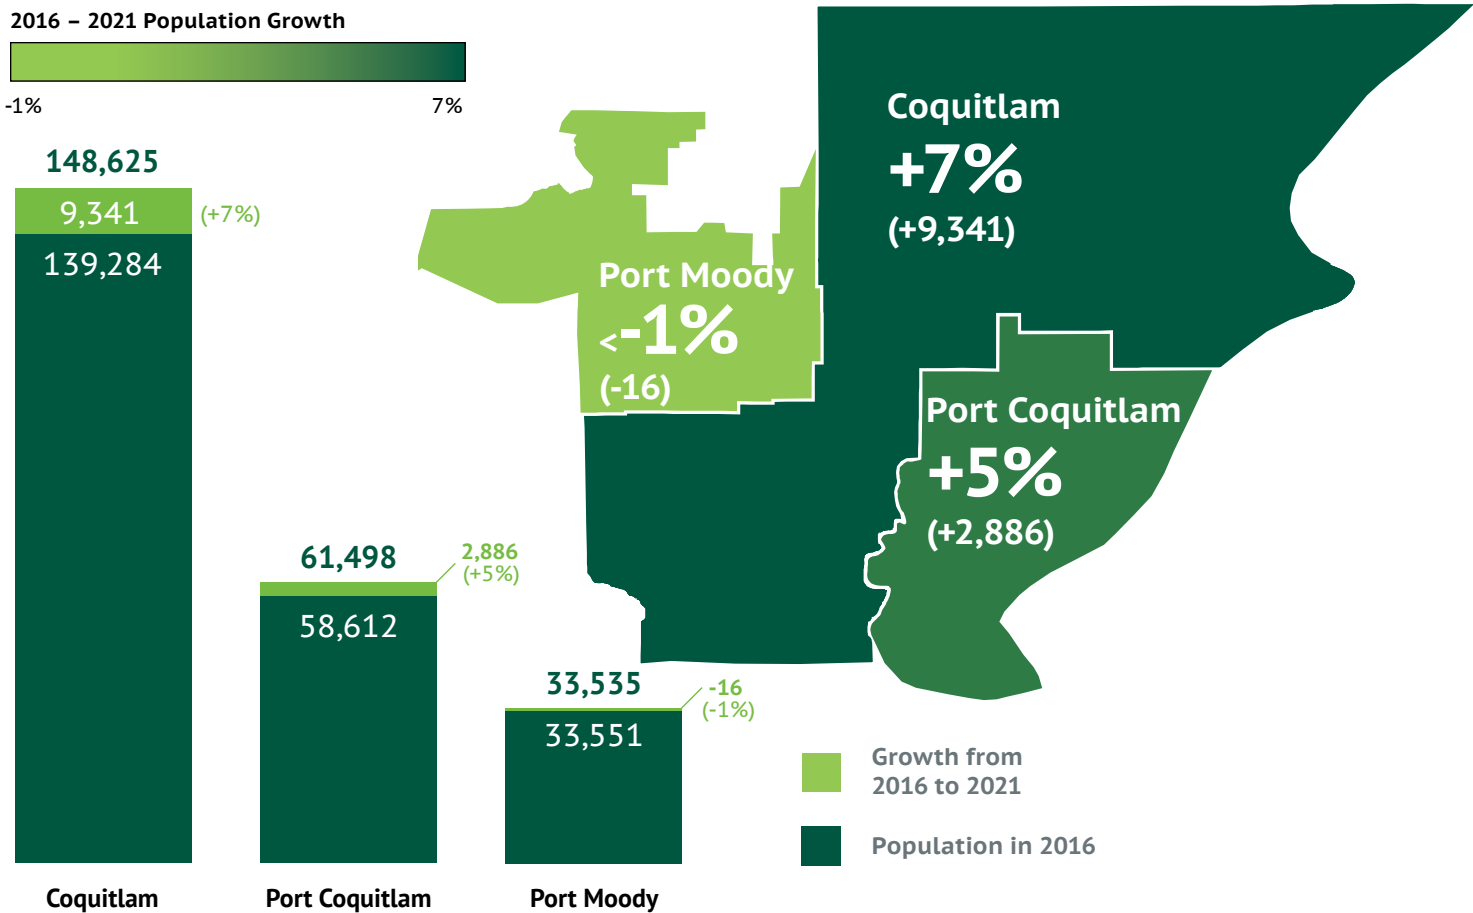 2016 – 2021 Population Growth
-1%
7%
148,625
9,341
(+7%)
139,284
Coquitlam
61,498
2,886
(+5%)
58,612
Port Coquitlam
33,535
-16
(-1%)
33,551
Port Moody
Coquitlam
+7%
(+9,341)
Port Moody
<-1%
(-16)
Port Coquitlam
+5%
(+2,886)
Growth from
2016 to 2021
Population in 2016